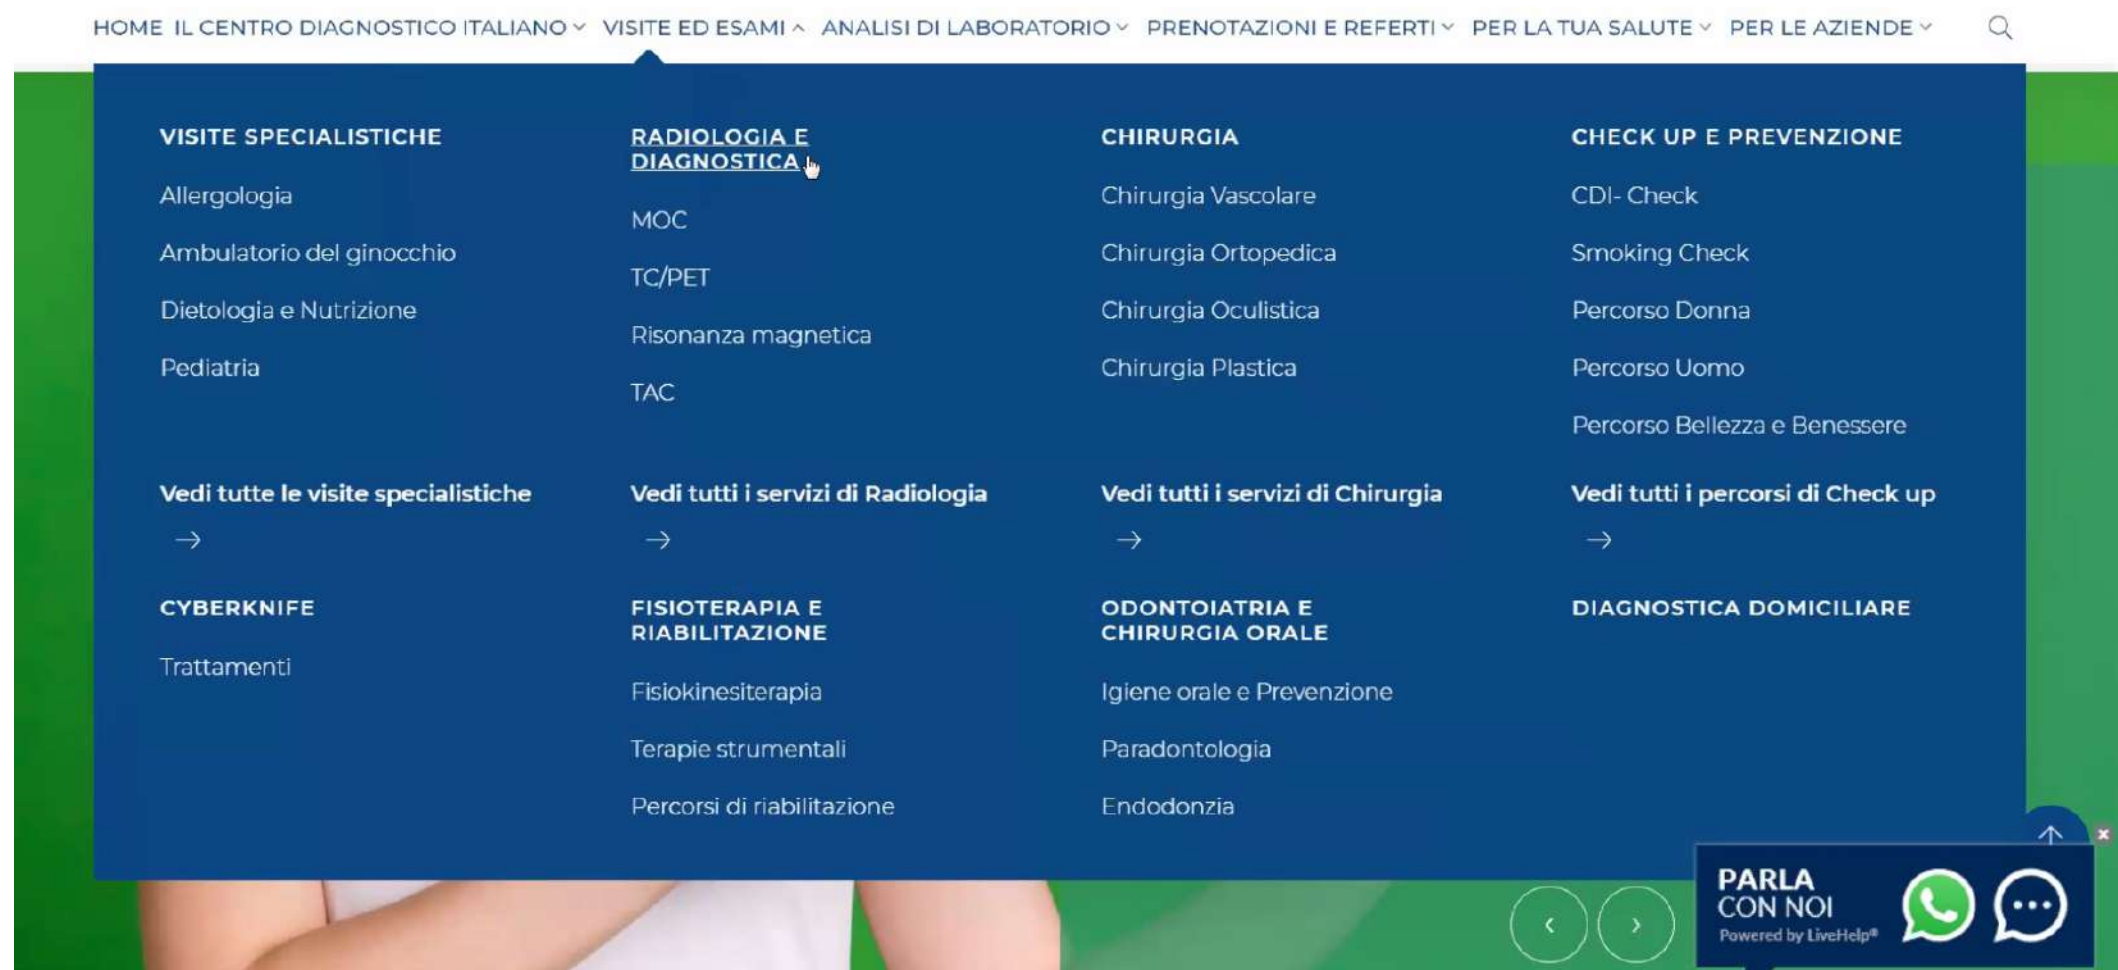 HOME IL CENTRO DIAGNOSTICO ITALIANO VISITE ED ESAMI ANALISI DI LABORATORIO PRENOTAZIONI E REFERTI PER LA TUA SALUTE PER LE AZIENDE
VISITE SPECIALISTICHE
Allergologia
Ambulatorio del ginocchio
Dietologia e Nutrizione
Pediatria
Vedi tutte le visite specialistiche
RADIOLOGIA E
DIAGNOSTICA
MOC
TC/PET
Risonanza magnetica
TAC
Vedi tutti i servizi di Radiologia
CHIRURGIA
Chirurgia Vascolare
Chirurgia Ortopedica
Chirurgia Oculistica
Chirurgia Plastica
Vedi tutti i servizi di Chirurgia
CHECK UP E PREVENZIONE
CDI- Check
Smoking Check
Percorso Donna
Percorso Uomo
Percorso Bellezza e Benessere
Vedi tutti i percorsi di Check up
CYBERKNIFE
Trattamenti
FISIOTERAPIA E
RIABILITAZIONE
Fisiokinesiterapia
Terapie strumentali
Percorsi di riabilitazione
ODONTOIATRIA E
CHIRURGIA ORALE
Igiene orale e Prevenzione
Paradontologia
Endodonzia
DIAGNOSTICA DOMICILIARE
PARLA
CON NOI
Powered by LiveHelp®